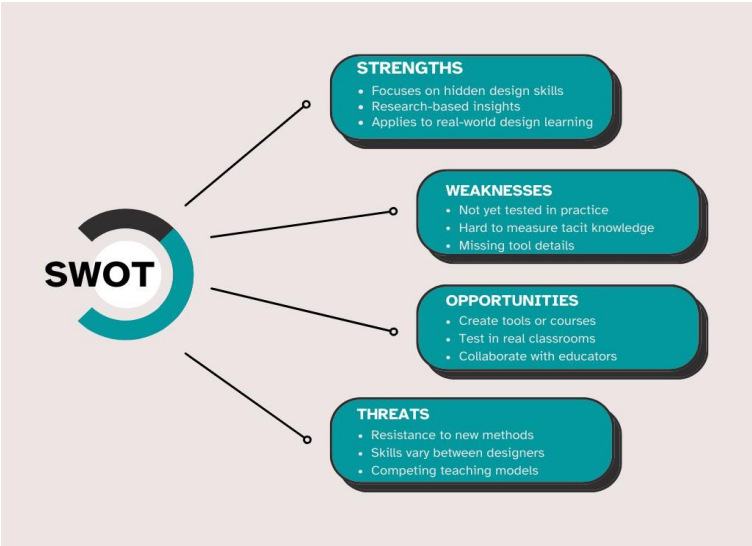 SWOT
STRENGTHS
• Focuses on hidden design skills
• Research-based insights
• Applies to real-world design learning
WEAKNESSES
• Not yet tested in practice
• Hard to measure tacit knowledge
• Missing tool details
OPPORTUNITIES
• Create tools or courses
• Test in real classrooms
• Collaborate with educators
THREATS
• Resistance to new methods
• Skills vary between designers
• Competing teaching models